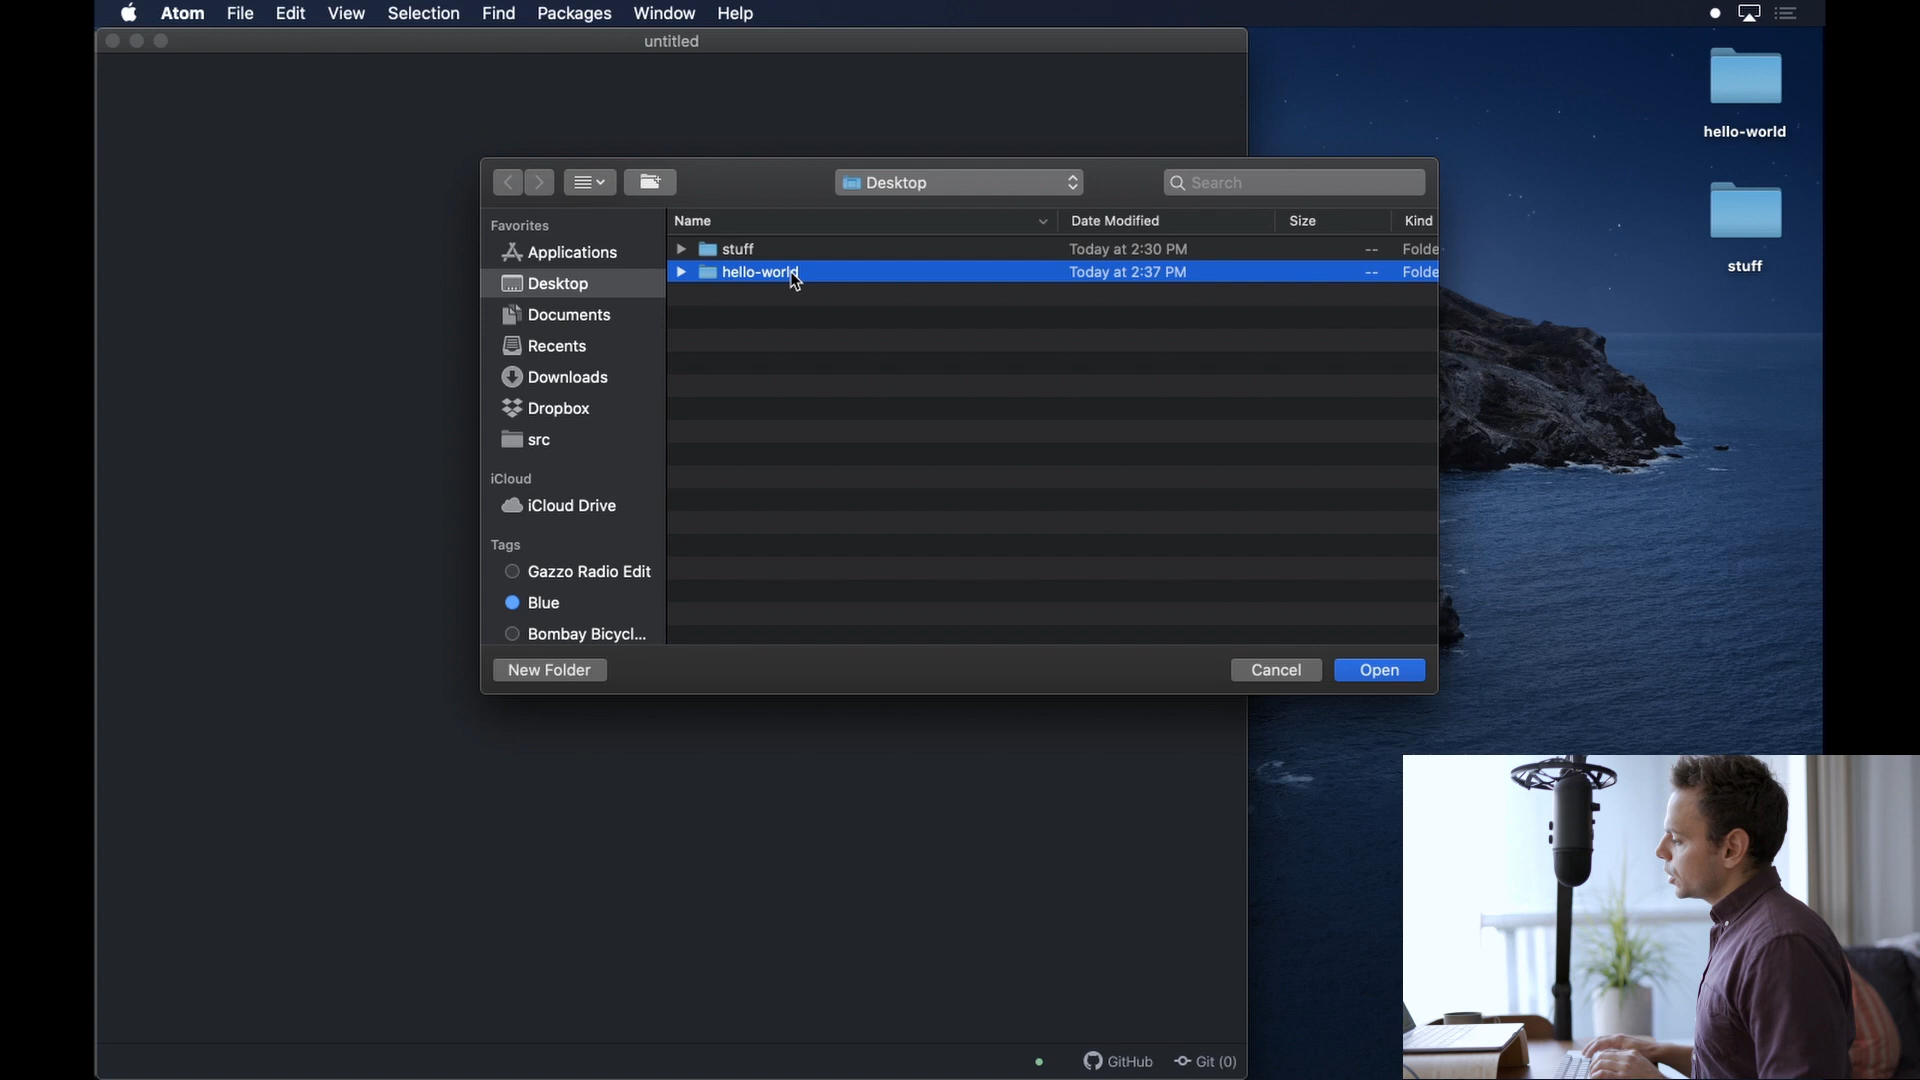 Atom File Edit View Selection Find Packages Window Help
untitled
hello-world
stuff
Desktop
Search
Favorites
Applications
Desktop
Documents
Recents
Downloads
Dropbox
src
iCloud
iCloud Drive
Tags
Gazzo Radio Edit
Blue
Bombay Bicycl...
Name Date Modified Size Kind
stuff Today at 2:30 PM -- Folde
hello-world Today at 2:37 PM -- Folde
New Folder Cancel Open
GitHub Git (0)